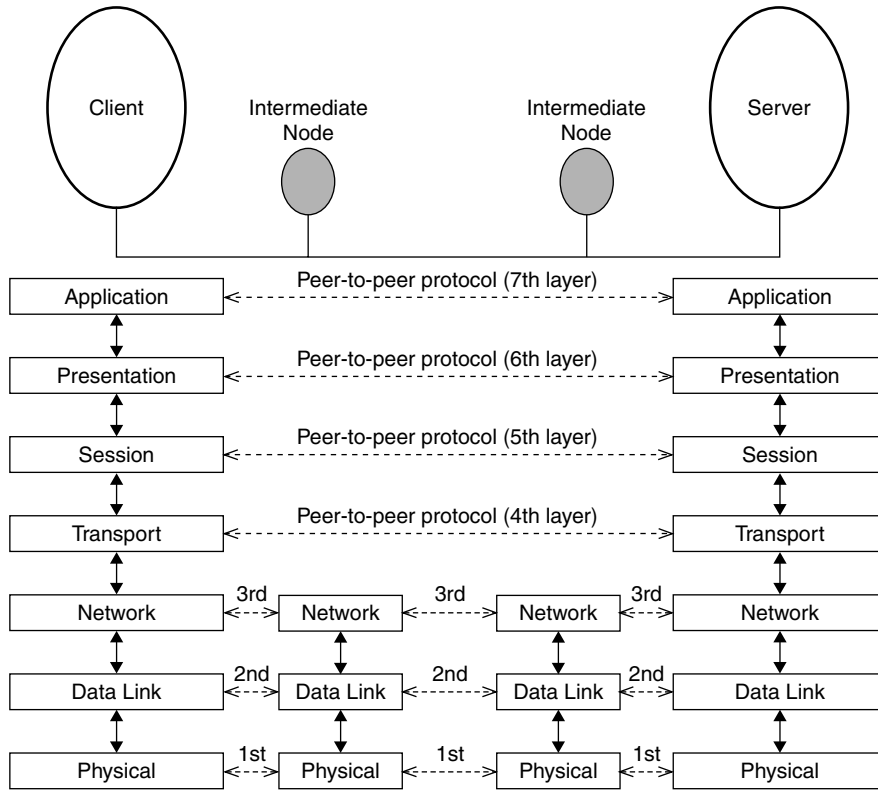 Client
Intermediate
Node
Intermediate
Node
Server
Peer-to-peer protocol (7th layer)
Application
Application
Peer-to-peer protocol (6th layer)
Presentation
Presentation
Peer-to-peer protocol (5th layer)
Session
Session
Peer-to-peer protocol (4th layer)
Transport
Transport
3rd
3rd
3rd
Network
Network
Network
Network
2nd
2nd
2nd
Data Link
Data Link
Data Link
Data Link
1st
1st
1st
Physical
Physical
Physical
Physical